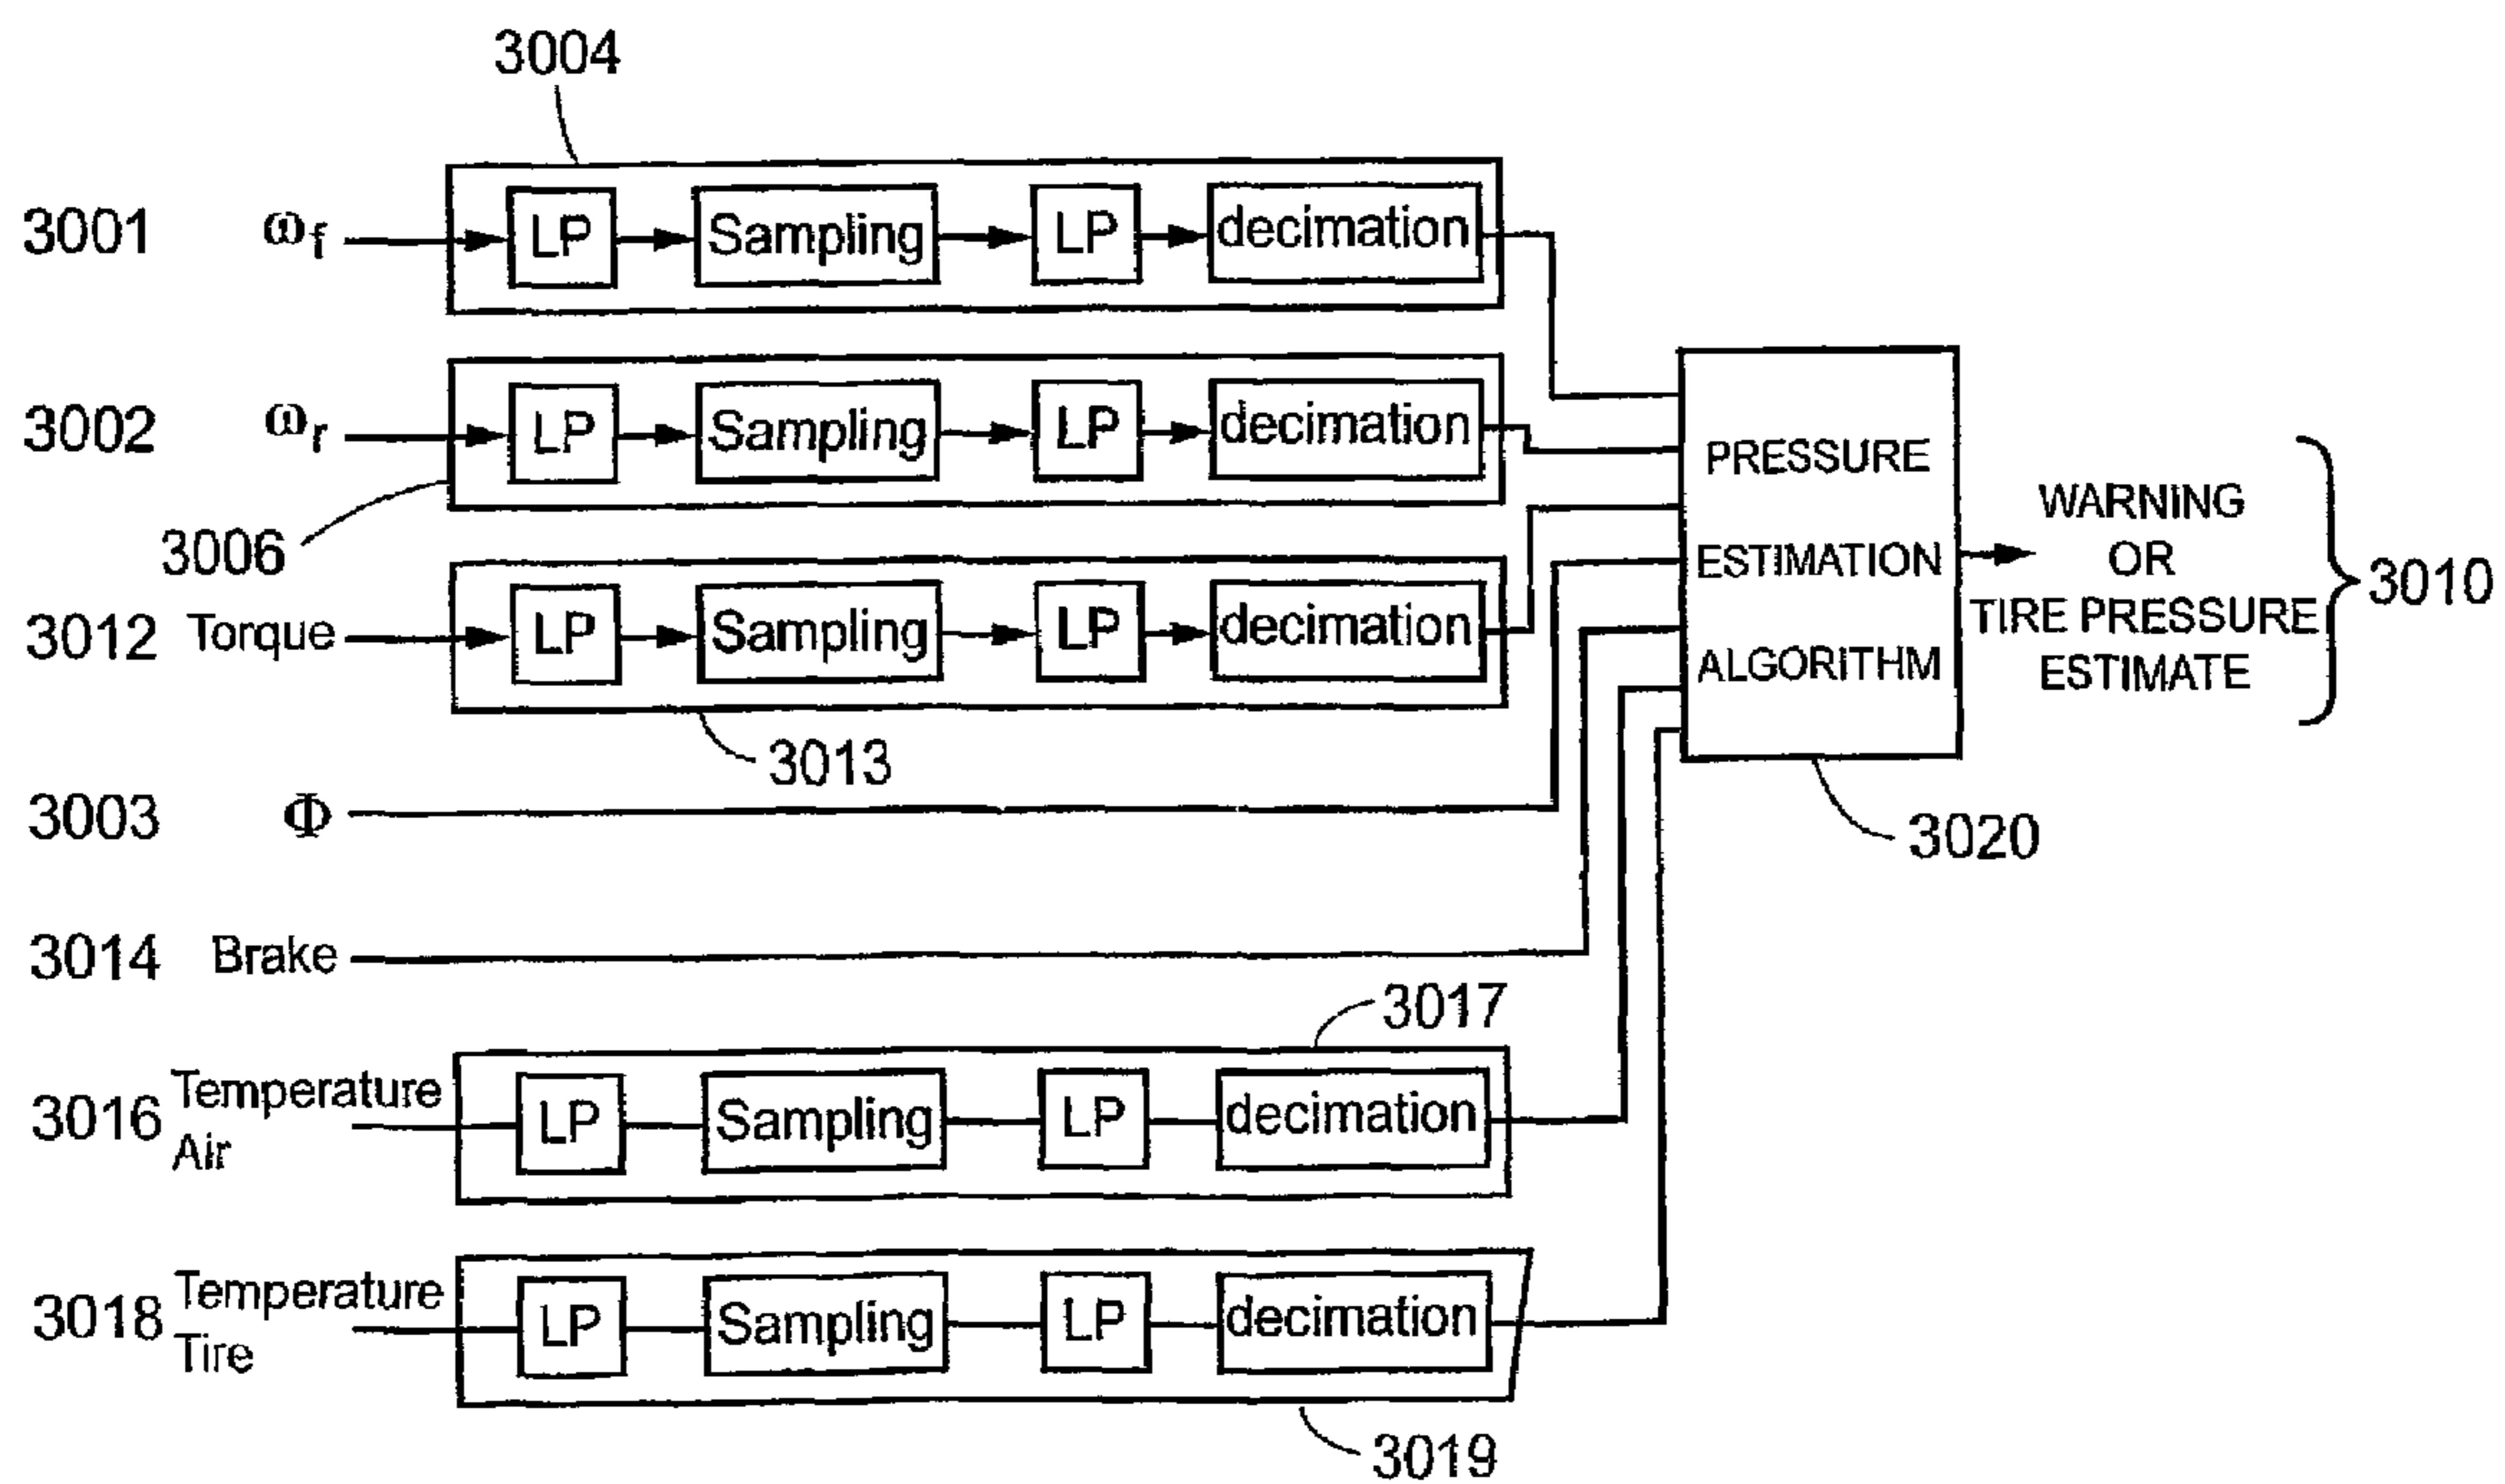 3004
3001 ωf LP Sampling LP decimation
3002 ωr LP Sampling LP decimation
3006
3012 Torque LP Sampling LP decimation
3013
3003 Φ
3014 Brake
3017
3016 Temperature Air LP Sampling LP decimation
3018 Temperature Tire LP Sampling LP decimation
3019
PRESSURE
ESTIMATION
ALGORITHM
3020
WARNING
OR
TIRE PRESSURE
ESTIMATE
3010